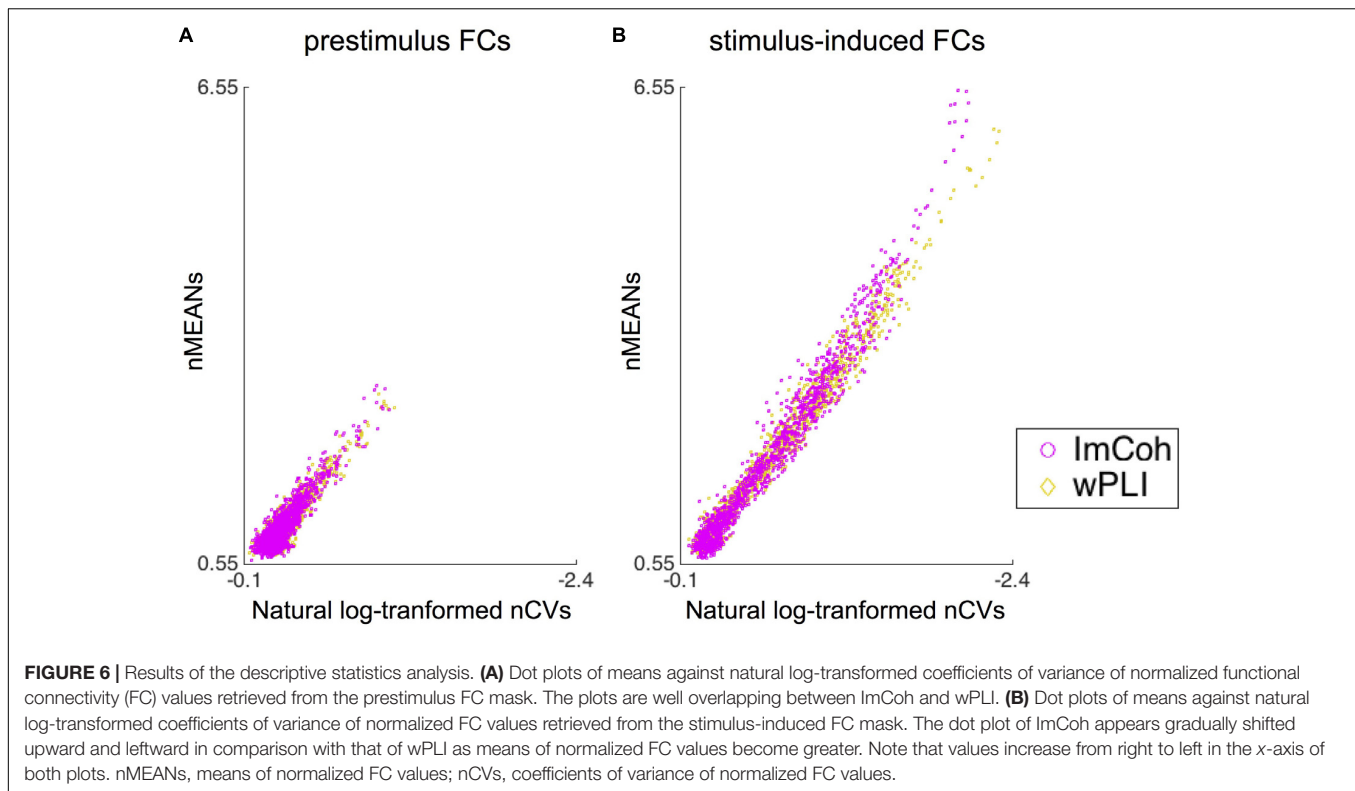 A
prestimulus FCs
6.55
nMEANs
0.55
-0.1
-2.4
Natural log-tranformed nCVs
B
stimulus-induced FCs
6.55
nMEANs
0.55
-0.1
-2.4
Natural log-tranformed nCVs
ImCoh
wPLI
FIGURE 6 | Results of the descriptive statistics analysis. (A) Dot plots of means against natural log-transformed coefficients of variance of normalized functional
connectivity (FC) values retrieved from the prestimulus FC mask. The plots are well overlapping between ImCoh and wPLI. (B) Dot plots of means against natural
log-transformed coefficients of variance of normalized FC values retrieved from the stimulus-induced FC mask. The dot plot of ImCoh appears gradually shifted
upward and leftward in comparison with that of wPLI as means of normalized FC values become greater. Note that values increase from right to left in the x-axis of
both plots. nMEANs, means of normalized FC values; nCVs, coefficients of variance of normalized FC values.